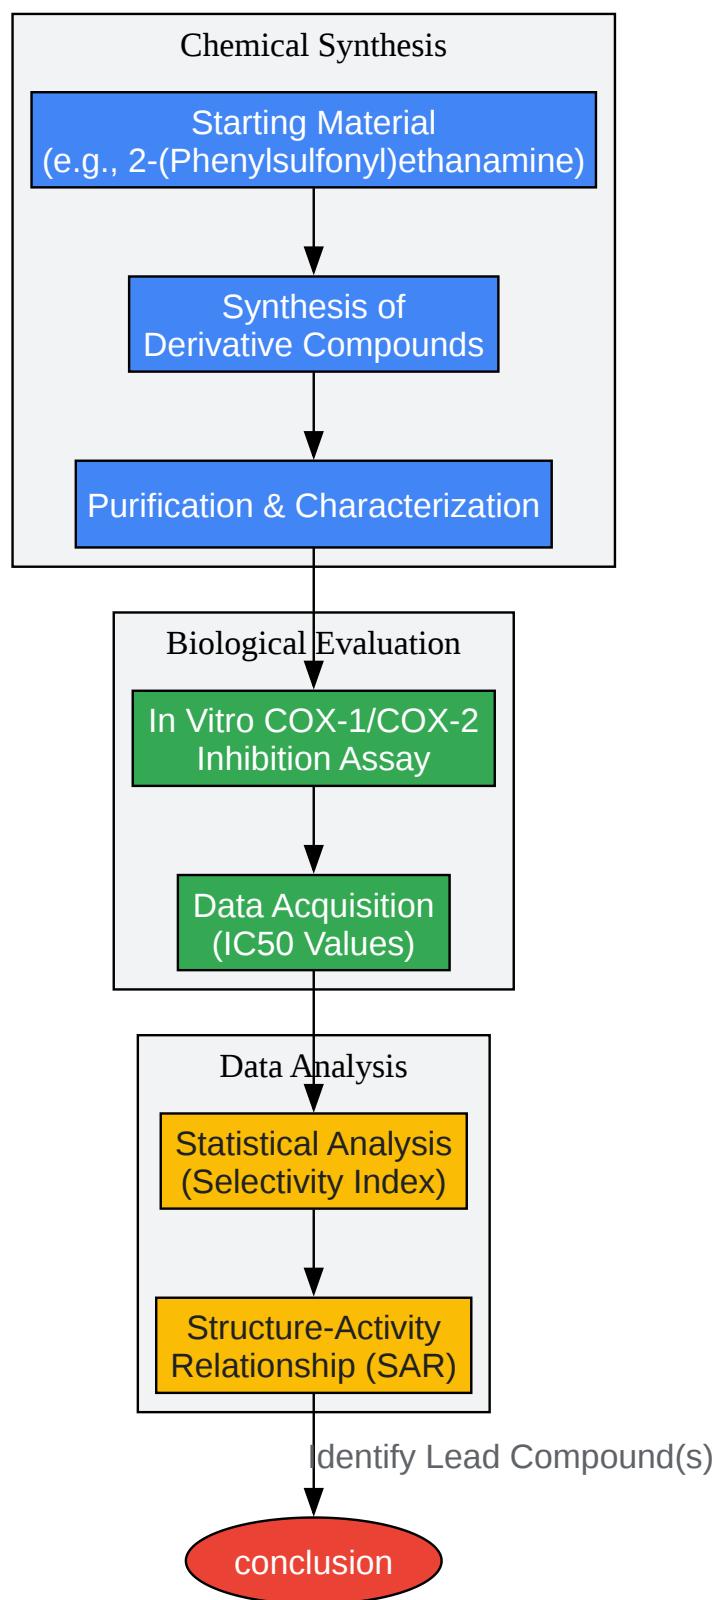 Chemical Synthesis
Starting Material
(e.g., 2-(Phenylsulfonyl)ethanamine)
Synthesis of
Derivative Compounds
Purification & Characterization
Biological Evaluation
In Vitro COX-1/COX-2
Inhibition Assay
Data Acquisition
(IC50 Values)
Data Analysis
Statistical Analysis
(Selectivity Index)
Structure-Activity
Relationship (SAR)
Identify Lead Compound(s)
conclusion